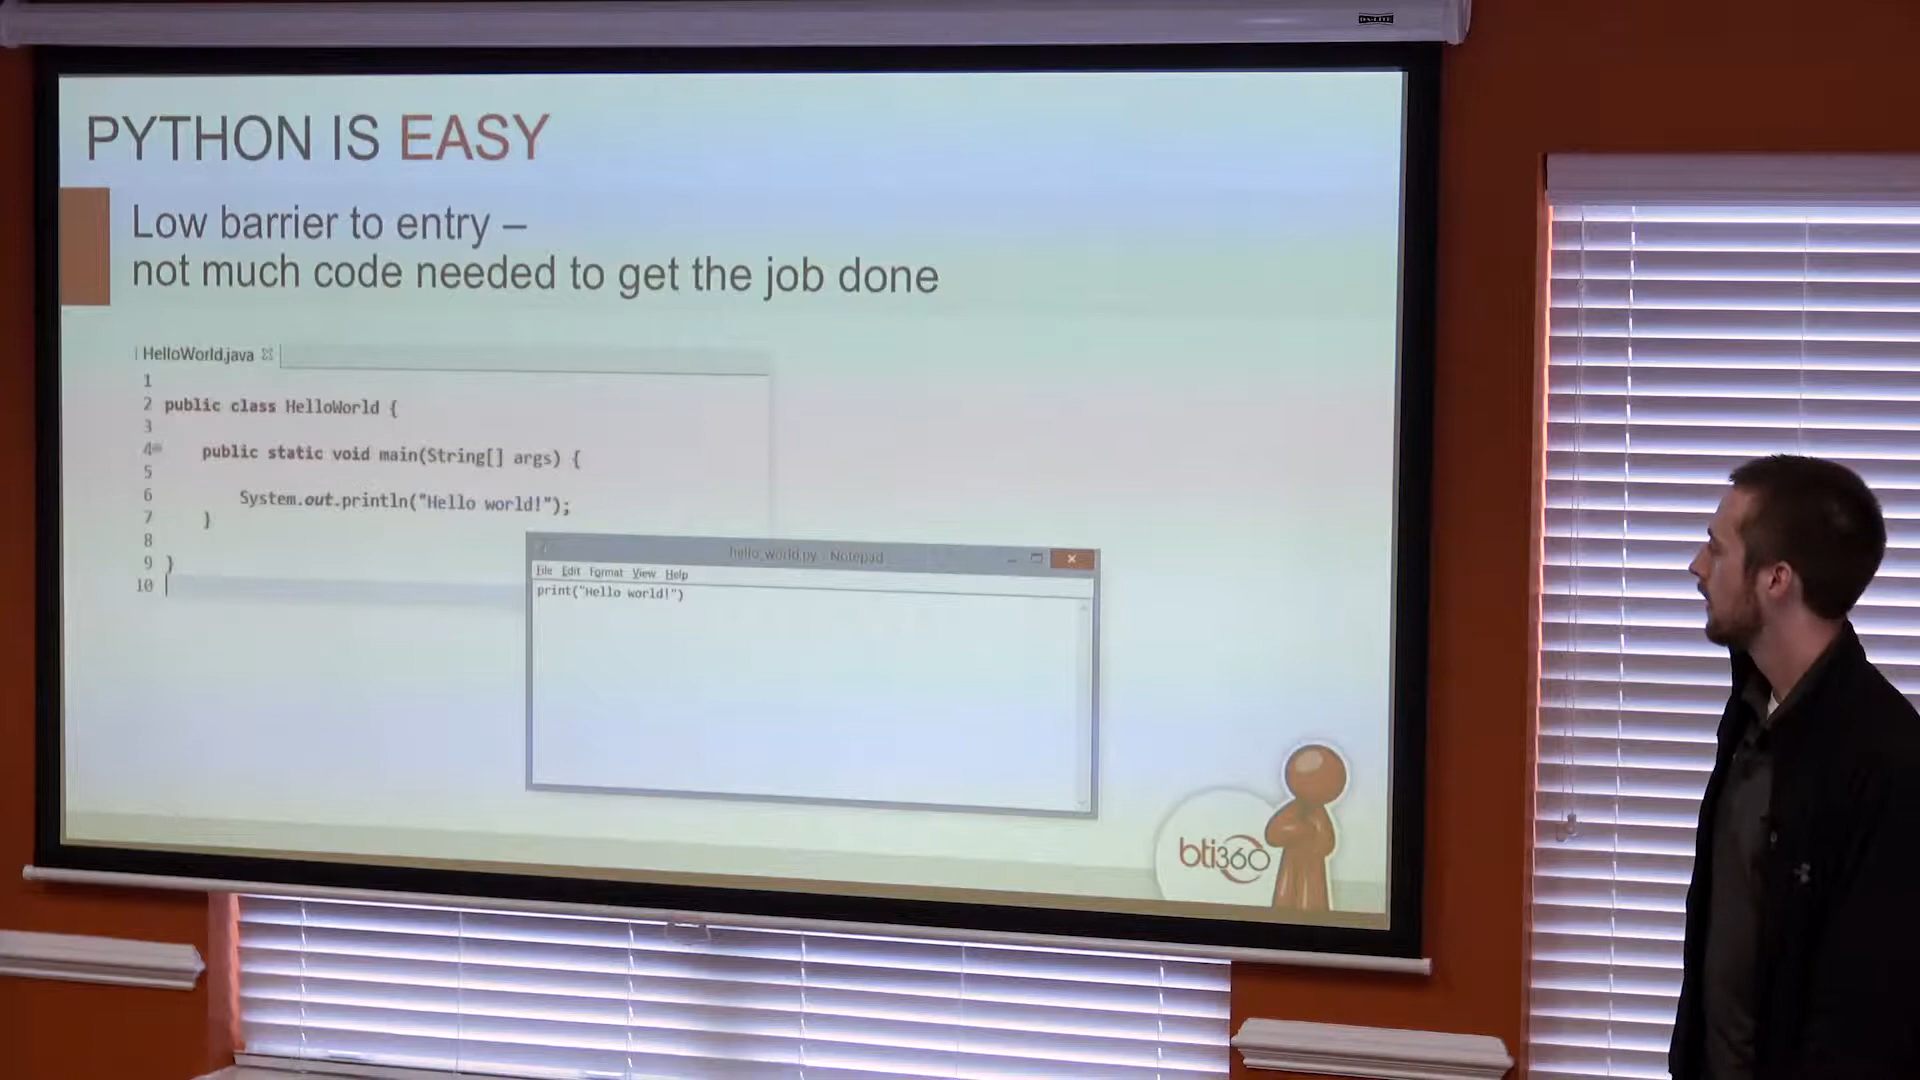 DA-LITE
PYTHON IS EASY
Low barrier to entry –
not much code needed to get the job done
HelloWorld.java
1
2 public class HelloWorld {
3
4 public static void main(String[] args) {
5
6 System.out.println("Hello world!");
7 }
8
9 }
10
hello_world.py - Notepad
File Edit Format View Help
print("Hello world!")
bti360